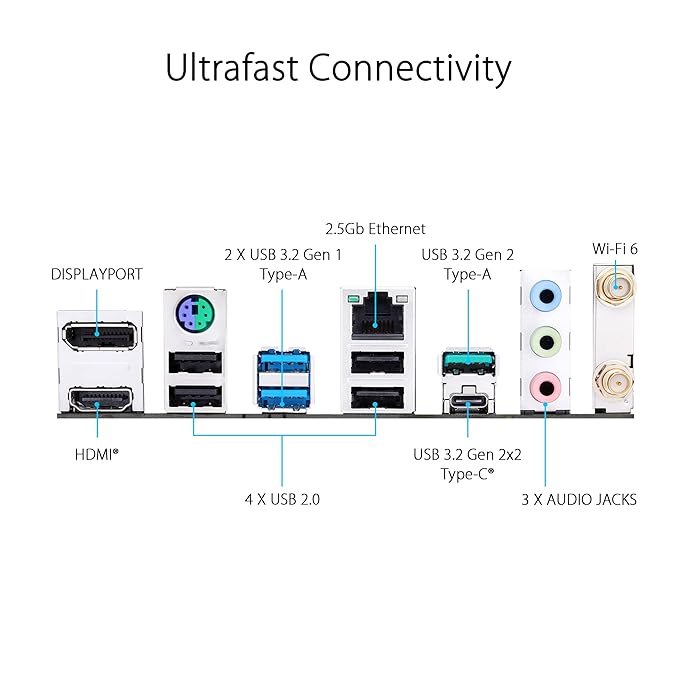 Ultrafast Connectivity
2.5Gb Ethernet
Wi-Fi 6
2 X USB 3.2 Gen 1
Type-A
USB 3.2 Gen 2
Type-A
DISPLAYPORT
HDMI®
USB 3.2 Gen 2x2
Type-C®
4 X USB 2.0
3 X AUDIO JACKS